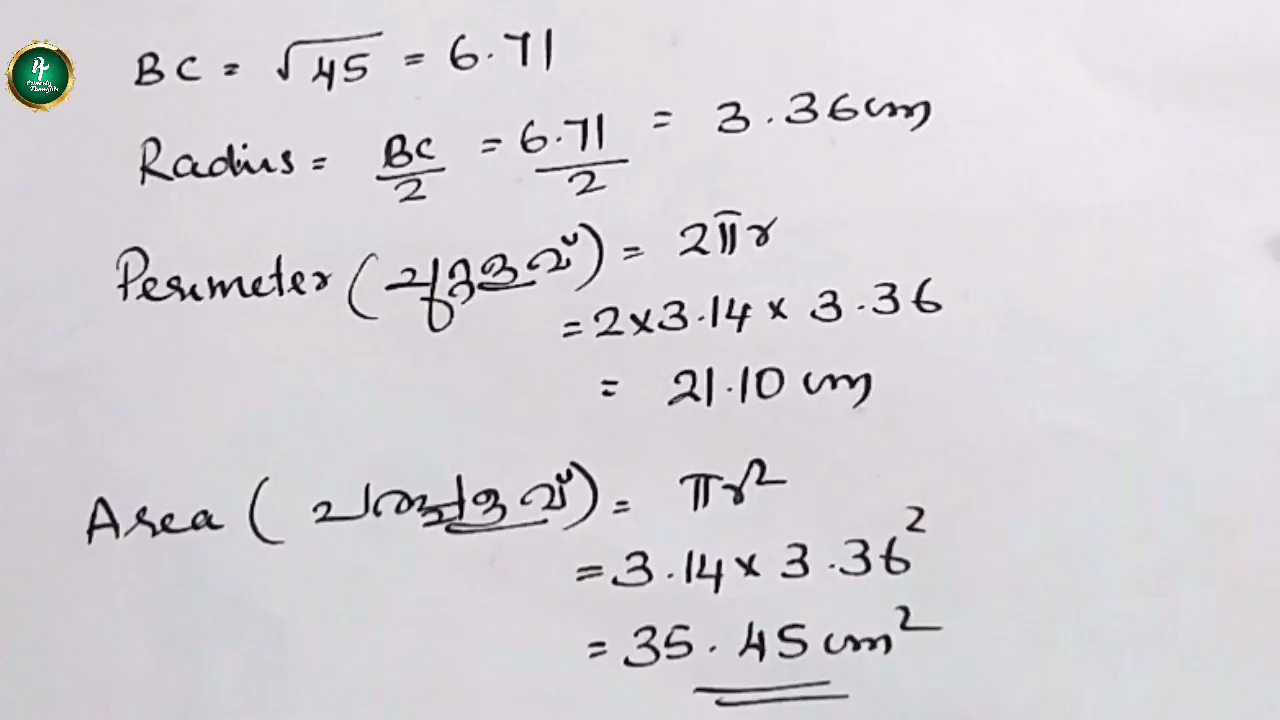 BC = √45 = 6.71
Radius = BC/2 = 6.71/2 = 3.36cm
Perimeter (ചുറ്റളവ്) = 2πr
= 2×3.14 × 3.36
= 21.10 cm
Area (പരപ്പളവ്) = πr²
= 3.14 × 3.36²
= 35.45 cm²